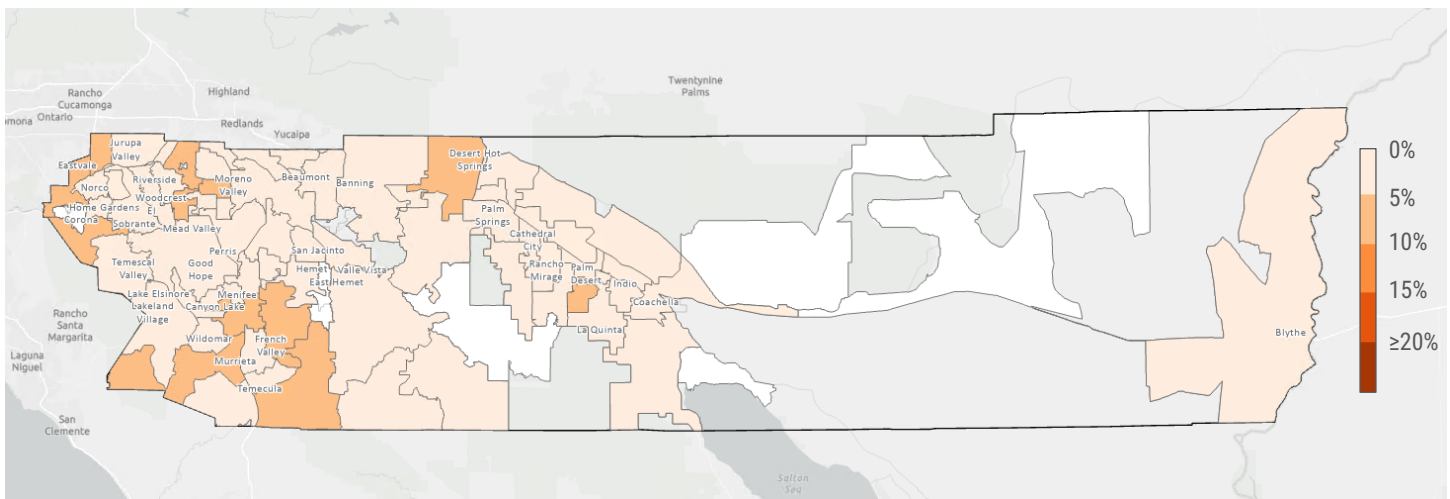 Twentynine
Palms
Rancho
Cucamonga
Highland
omona
Ontario
Redlands
Yucaipa
Jurupa
Valley
Eastvale
Norco
Riverside
Woodcrest
Moreno
Valley
Beaumont
Banning
Desert Hot
Springs
Home Gardens
Corona
El
Sobrante
Mead Valley
Palm
Springs
Cathedral
City
Perris
San Jacinto
Temescal
Valley
Good
Hope
Hemet
Valle Vista
East Hemet
Rancho
Mirage
Palm
Desert
Indio
Coachella
La Quinta
Lake Elsinore
Lakeland
Village
Menifee
Canyon Lake
Wildomar
French
Valley
Murrieta
Temecula
Rancho
Santa
Margarita
Laguna
Niguel
San
Clemente
Salton
Sea
Blythe
0%
5%
10%
15%
≥20%